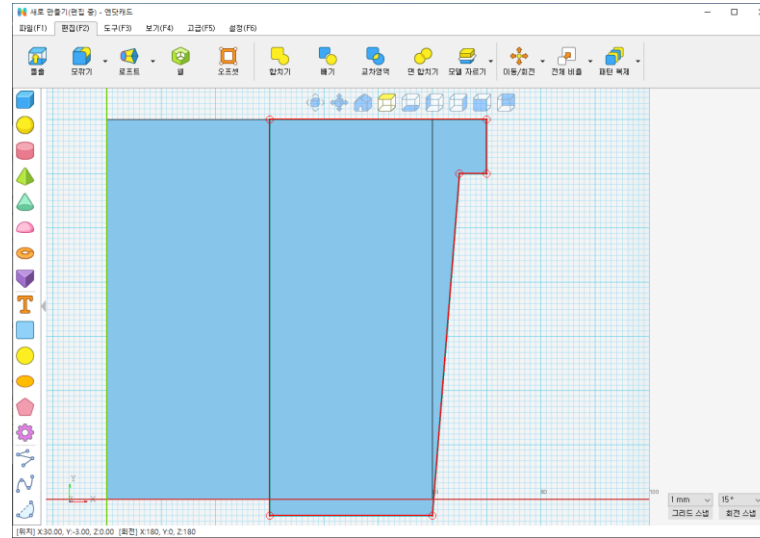 새로 만들기(편집 중) - 엔닷캐드
파일(F1) 편집(F2) 도구(F3) 보기(F4) 고급(F5) 설정(F6)
돌출 모깎기 로프트 쉘 오프셋 합치기 빼기 교차영역 면 합치기 모델 자르기 이동/회전 전체 비율 패턴 복제
Y
X
80 100
1 mm 15°
그리드 스냅 회전 스냅
[위치] X:30.00, Y:-3.00, Z:0.00 [회전] X:180, Y:0, Z:180